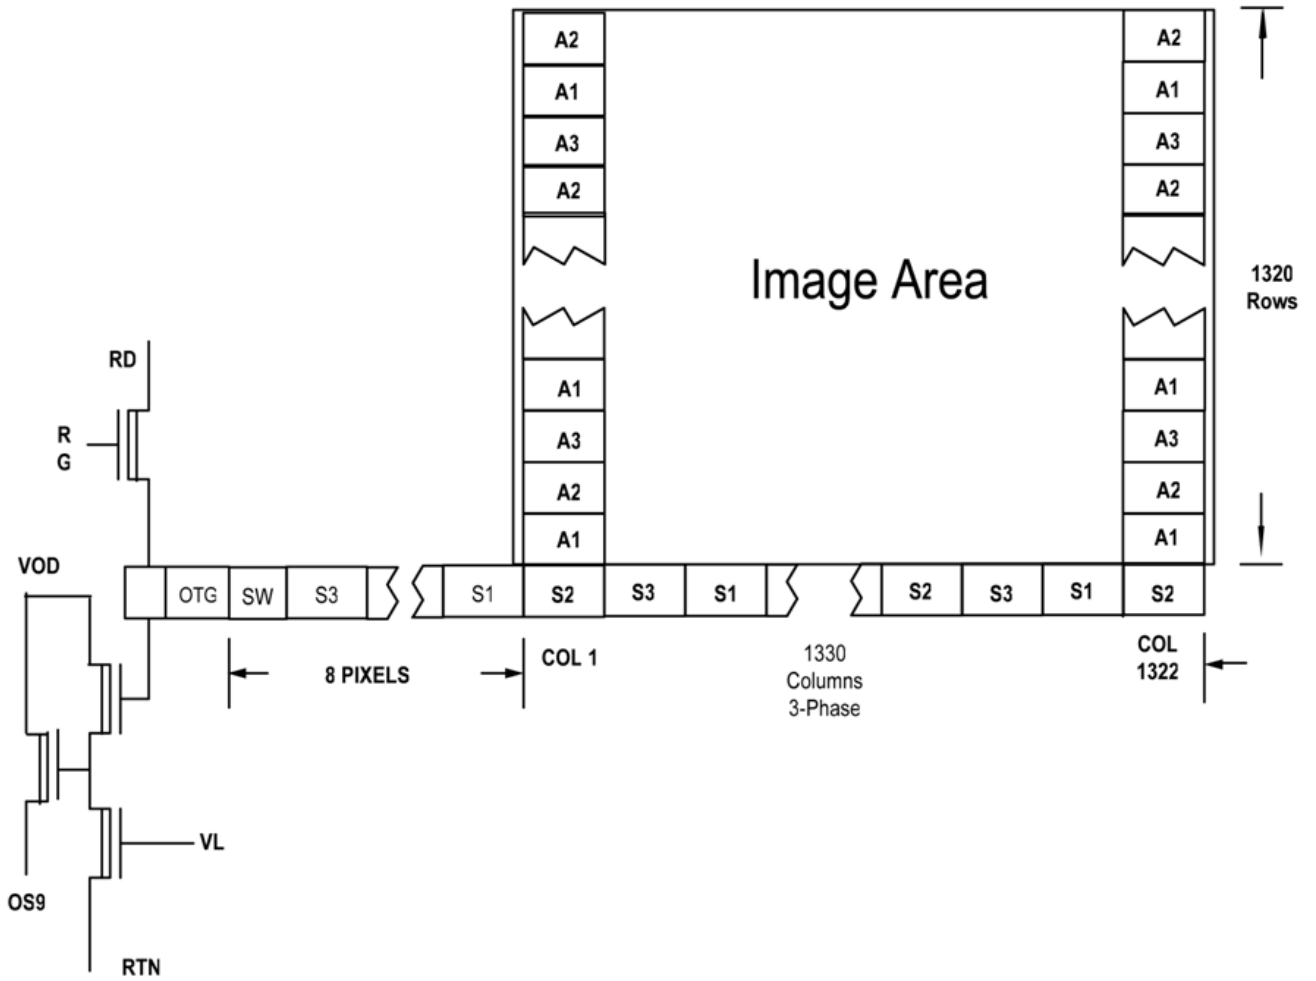 A2
A2
A1
A1
A3
A3
A2
A2
Image Area
1320
Rows
RD
R
G
A1
A1
A3
A3
A2
A2
A1
A1
VOD
OTG SW S3 S1 S2 S3 S1 S2 S3 S1 S2
8 PIXELS
COL 1
1330
Columns
3-Phase
COL
1322
VL
OS9
RTN